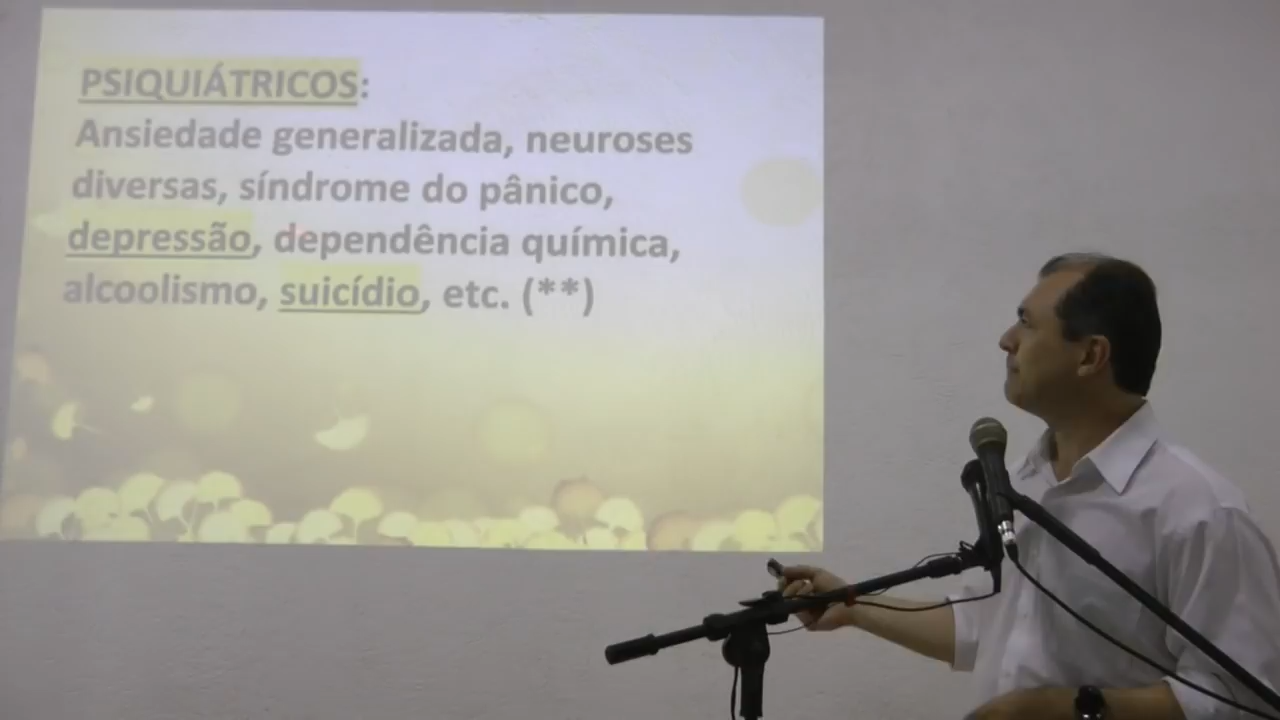 PSIQUIÁTRICOS:
Ansiedade generalizada, neuroses
diversas, síndrome do pânico,
depressão, dependência química,
alcoolismo, suicídio, etc. (**)